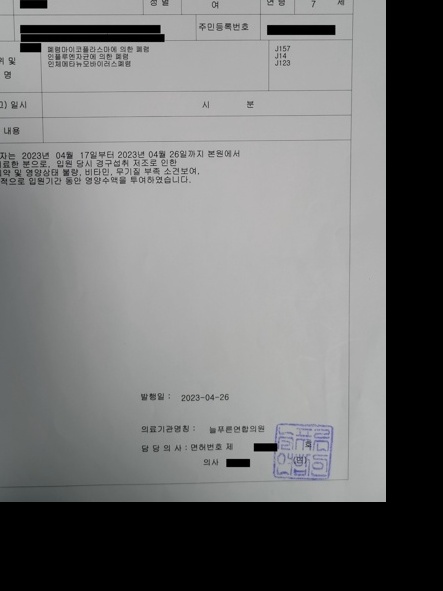 성 별 여 연 령 7 세
주민등록번호
및
명
폐렴마이코플라스마에 의한 폐렴 J157
인플루엔자균에 의한 폐렴 J14
인체메타뉴모바이러스폐렴 J123
일시 시 분
내용
자는 2023년 04월 17일부터 2023년 04월 26일까지 본원에서
료한 분으로, 입원 당시 경구섭취 저조로 인한
약 및 영양상태 불량, 비타민, 무기질 부족 소견보여,
적으로 입원기간 동안 영양수액을 투여하였습니다.
발행일 : 2023-04-26
의료기관명칭 : 늘푸른연합의원
담 당 의 사 : 면허번호 제 호
의사 (인)